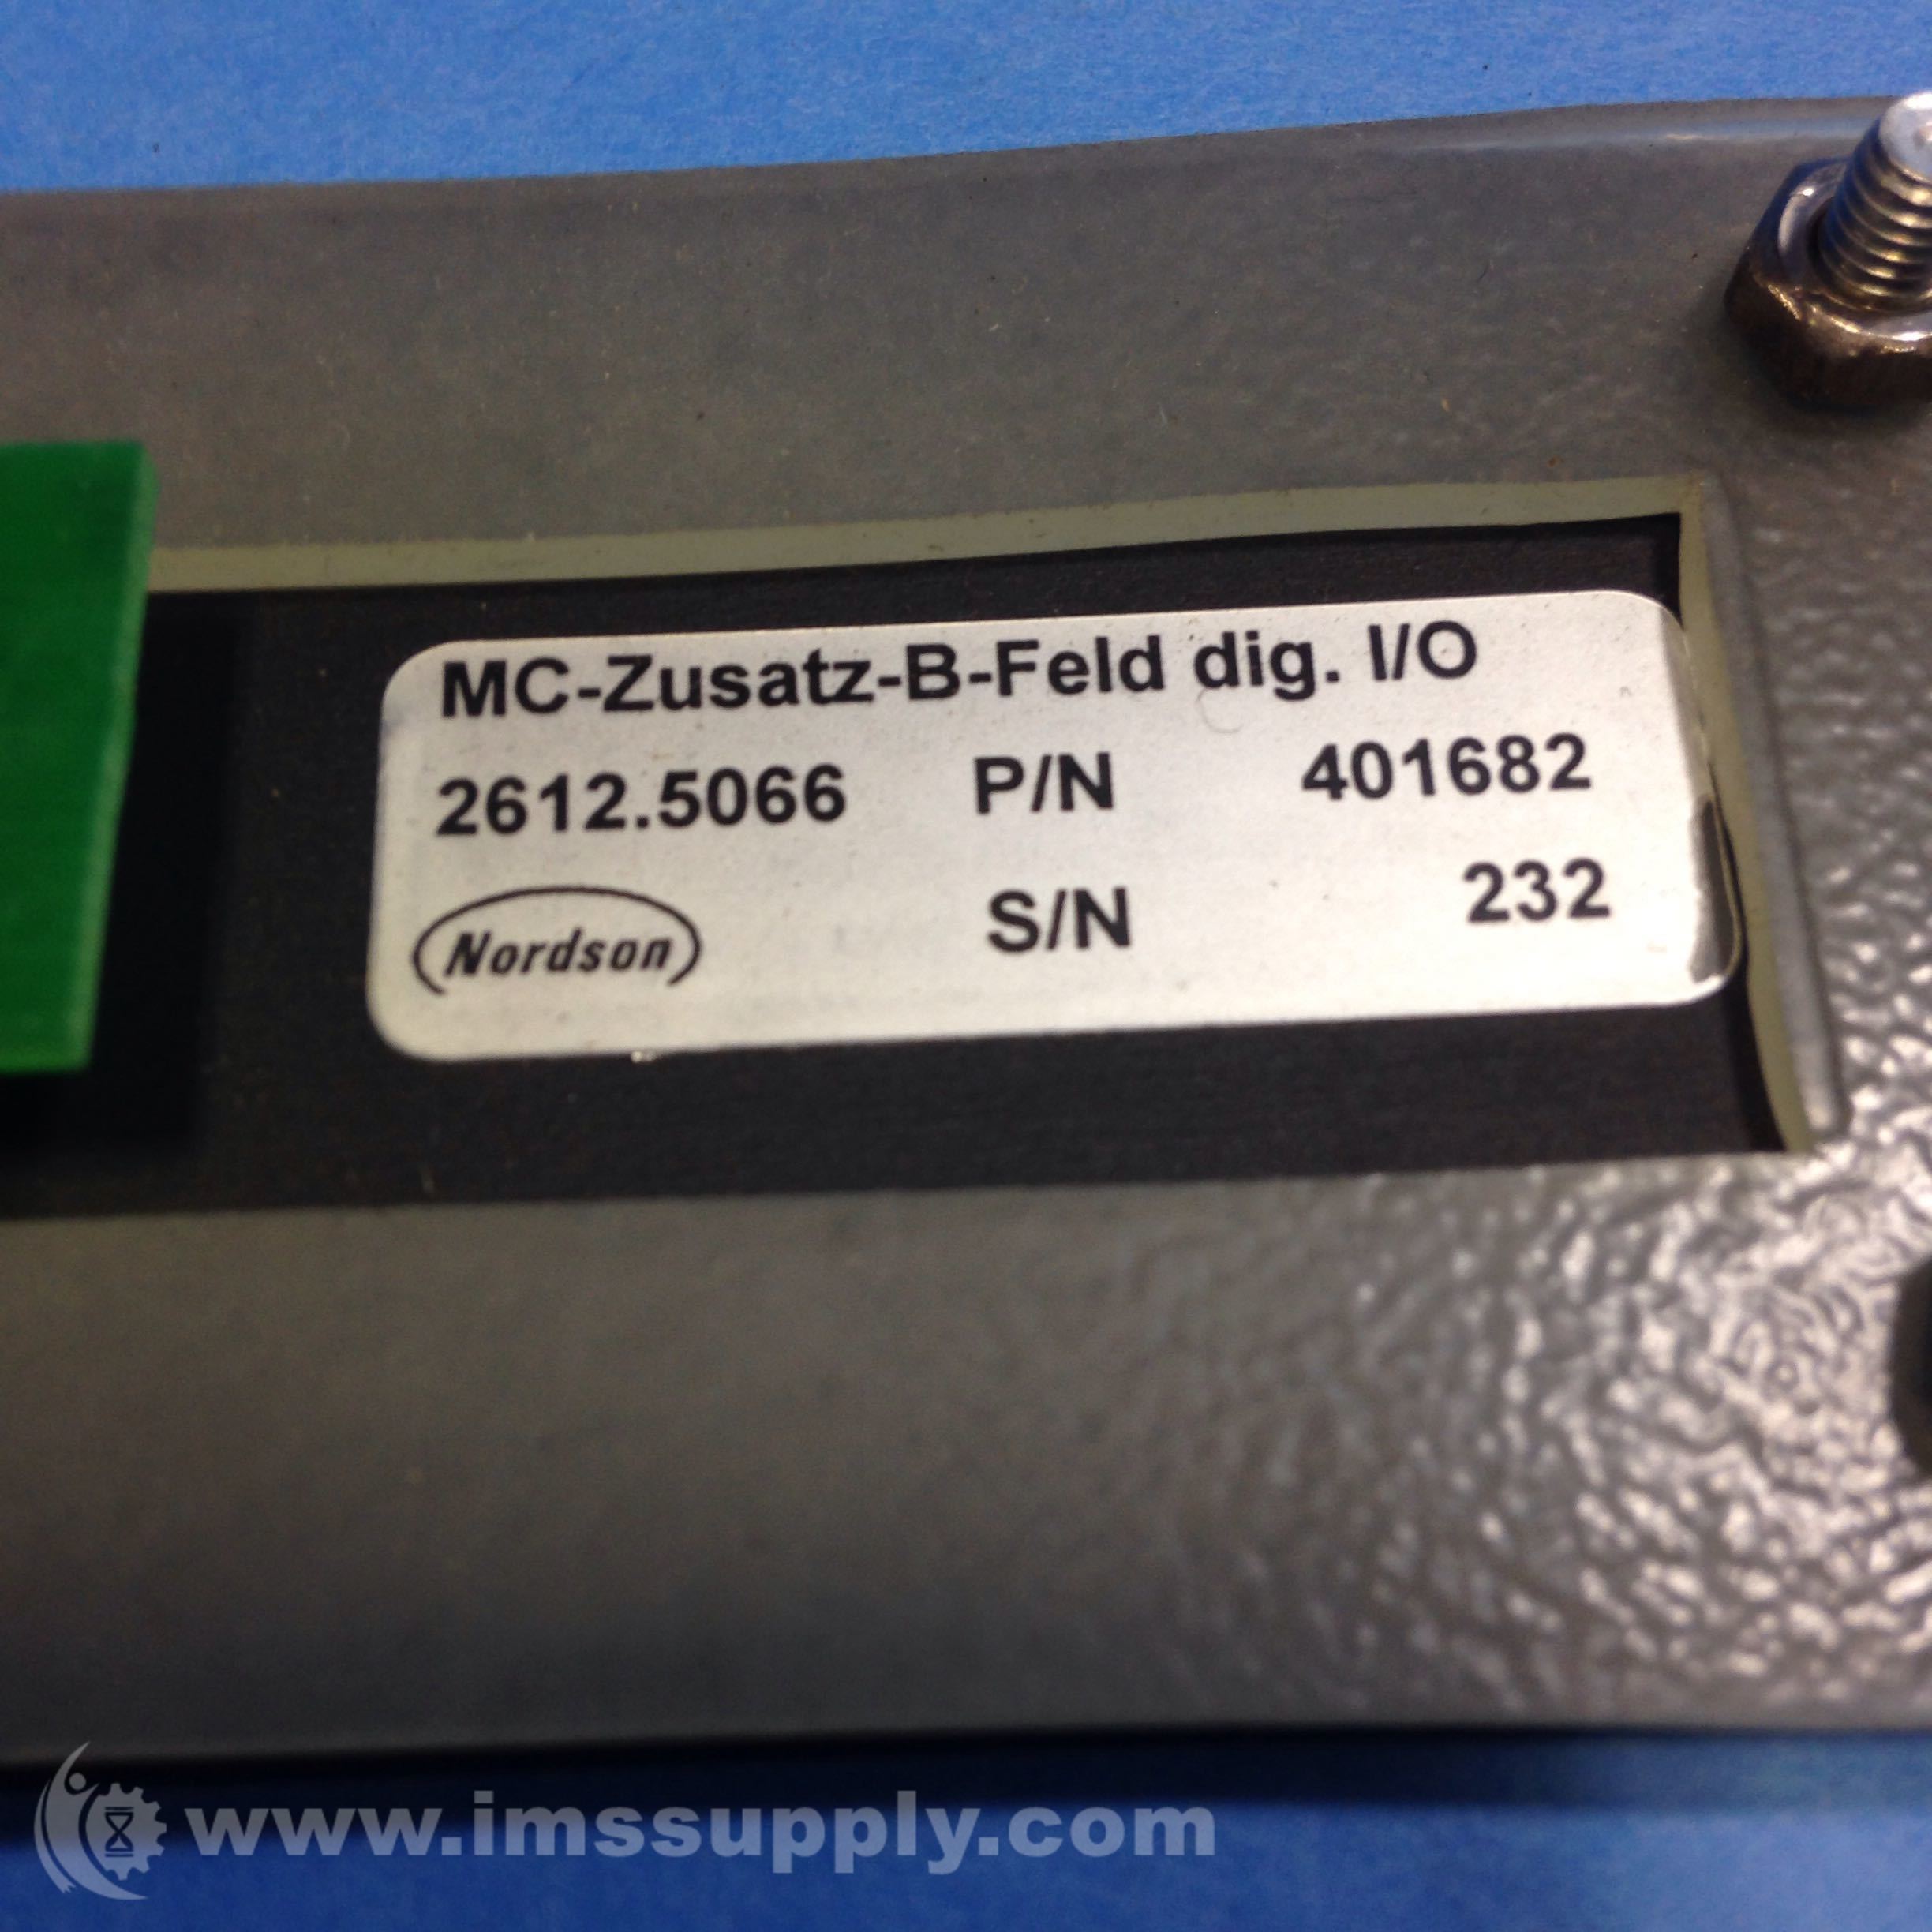 MC-Zusatz-B-Feld dig. I/O
2612.5066 P/N 401682
Nordson S/N 232
www.imssupply.com